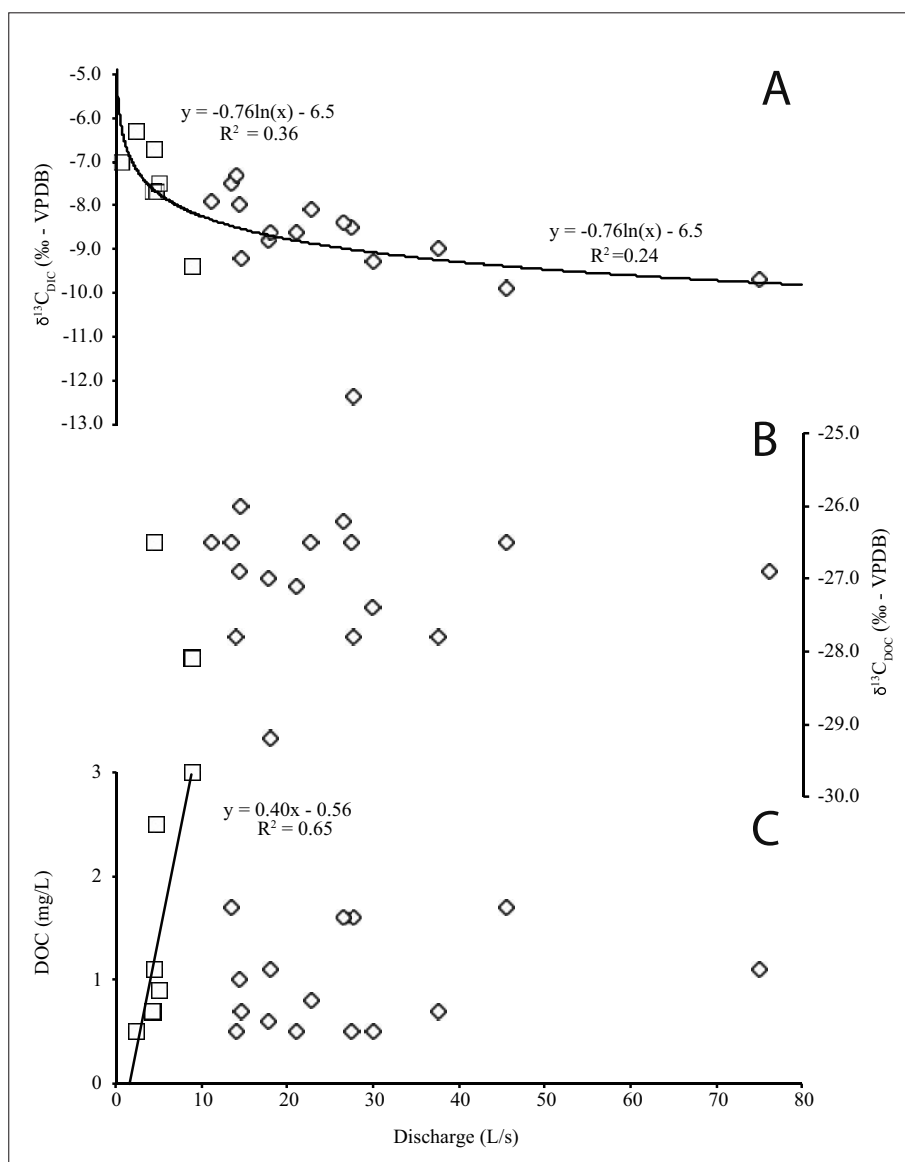 A
-5.0
-6.0
-7.0
-8.0
-9.0
-10.0
-11.0
-12.0
-13.0
δ¹³C_DIC (‰ - VPDB)
y = -0.76ln(x) - 6.5
R² = 0.36
y = -0.76ln(x) - 6.5
R²=0.24
B
-25.0
-26.0
-27.0
-28.0
-29.0
-30.0
δ¹³C_DOC (‰ - VPDB)
C
3
2
1
0
DOC (mg/L)
y = 0.40x - 0.56
R² = 0.65
0 10 20 30 40 50 60 70 80
Discharge (L/s)